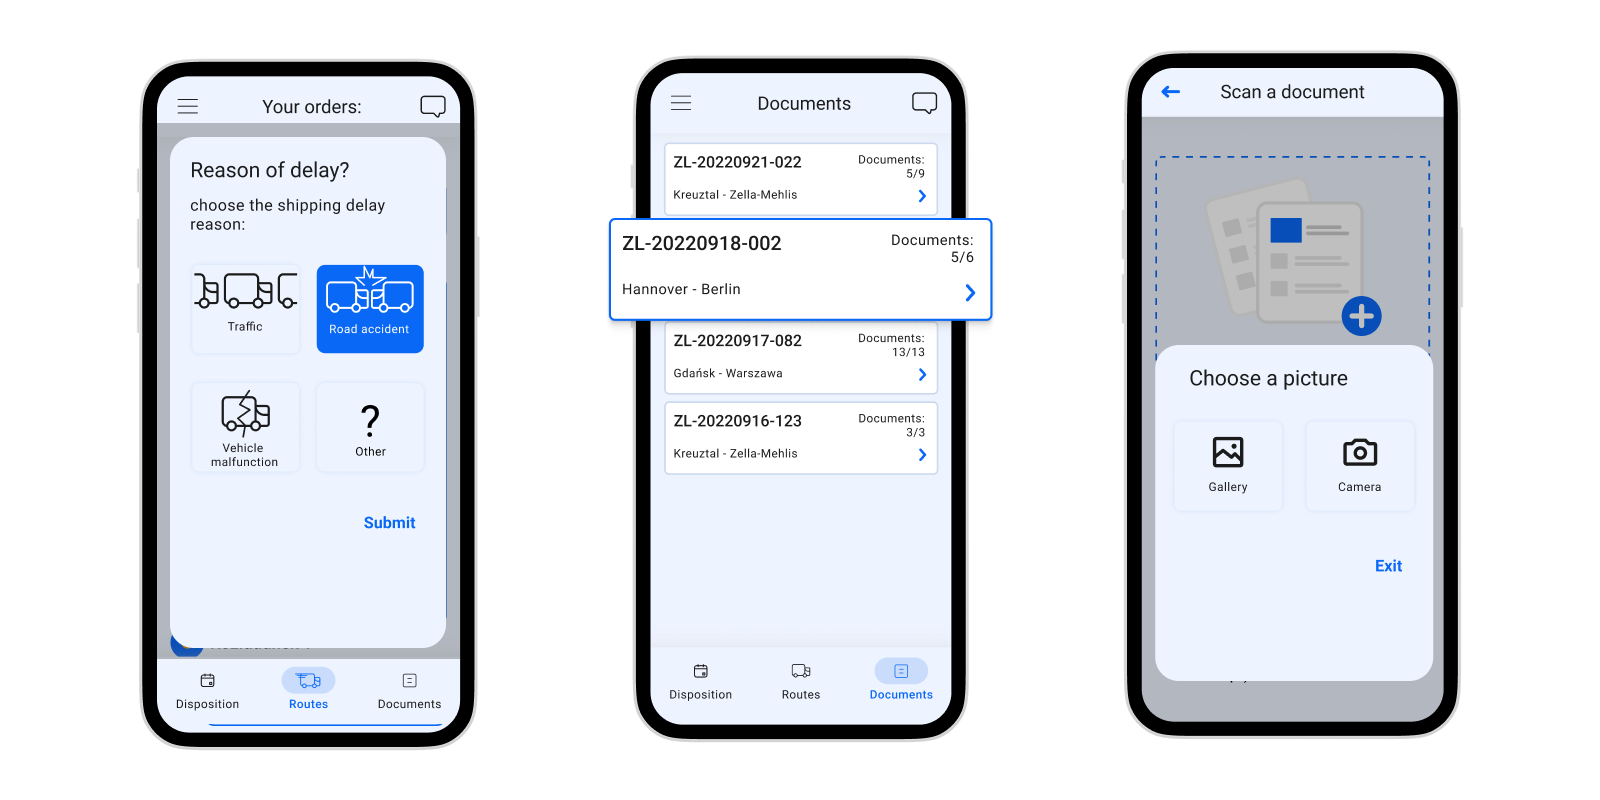 Your orders:
Reason of delay?
choose the shipping delay
reason:
Traffic
Road accident
Vehicle
malfunction
?
Other
Submit
Disposition
Routes
Documents
Documents
ZL-20220921-022
Documents:
5/9
Kreuztal - Zella-Mehlis
ZL-20220918-002
Documents:
5/6
Hannover - Berlin
ZL-20220917-082
Documents:
13/13
Gdańsk - Warszawa
ZL-20220916-123
Documents:
3/3
Kreuztal - Zella-Mehlis
Disposition
Routes
Documents
Scan a document
Choose a picture
Gallery
Camera
Exit